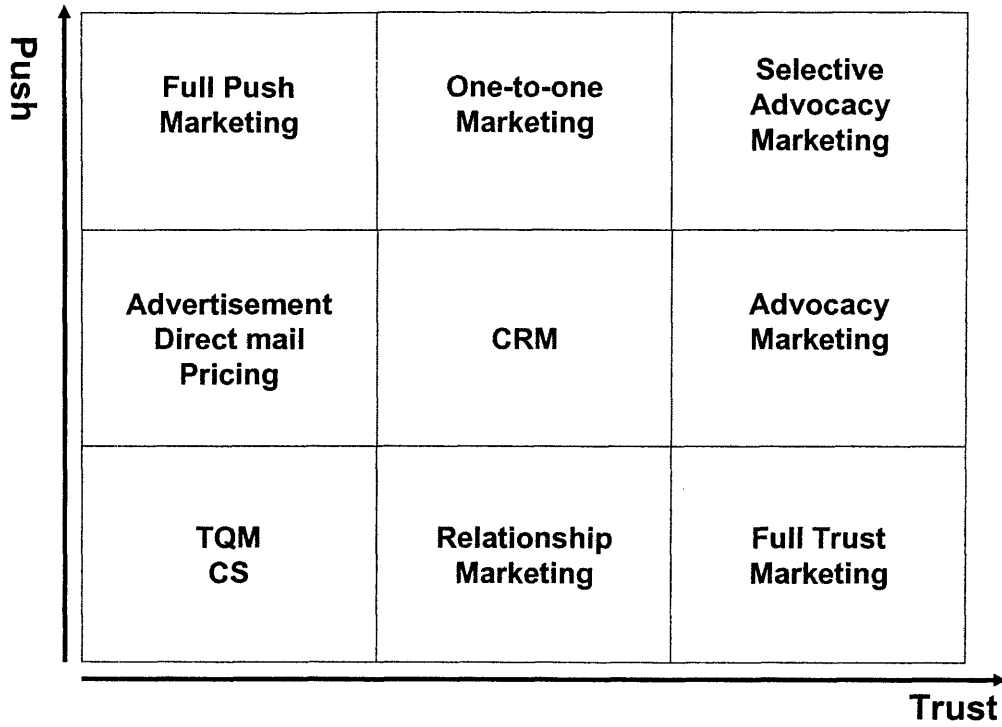 Push
Full Push
Marketing
One-to-one
Marketing
Selective
Advocacy
Marketing
Advertisement
Direct mail
Pricing
CRM
Advocacy
Marketing
TQM
CS
Relationship
Marketing
Full Trust
Marketing
Trust